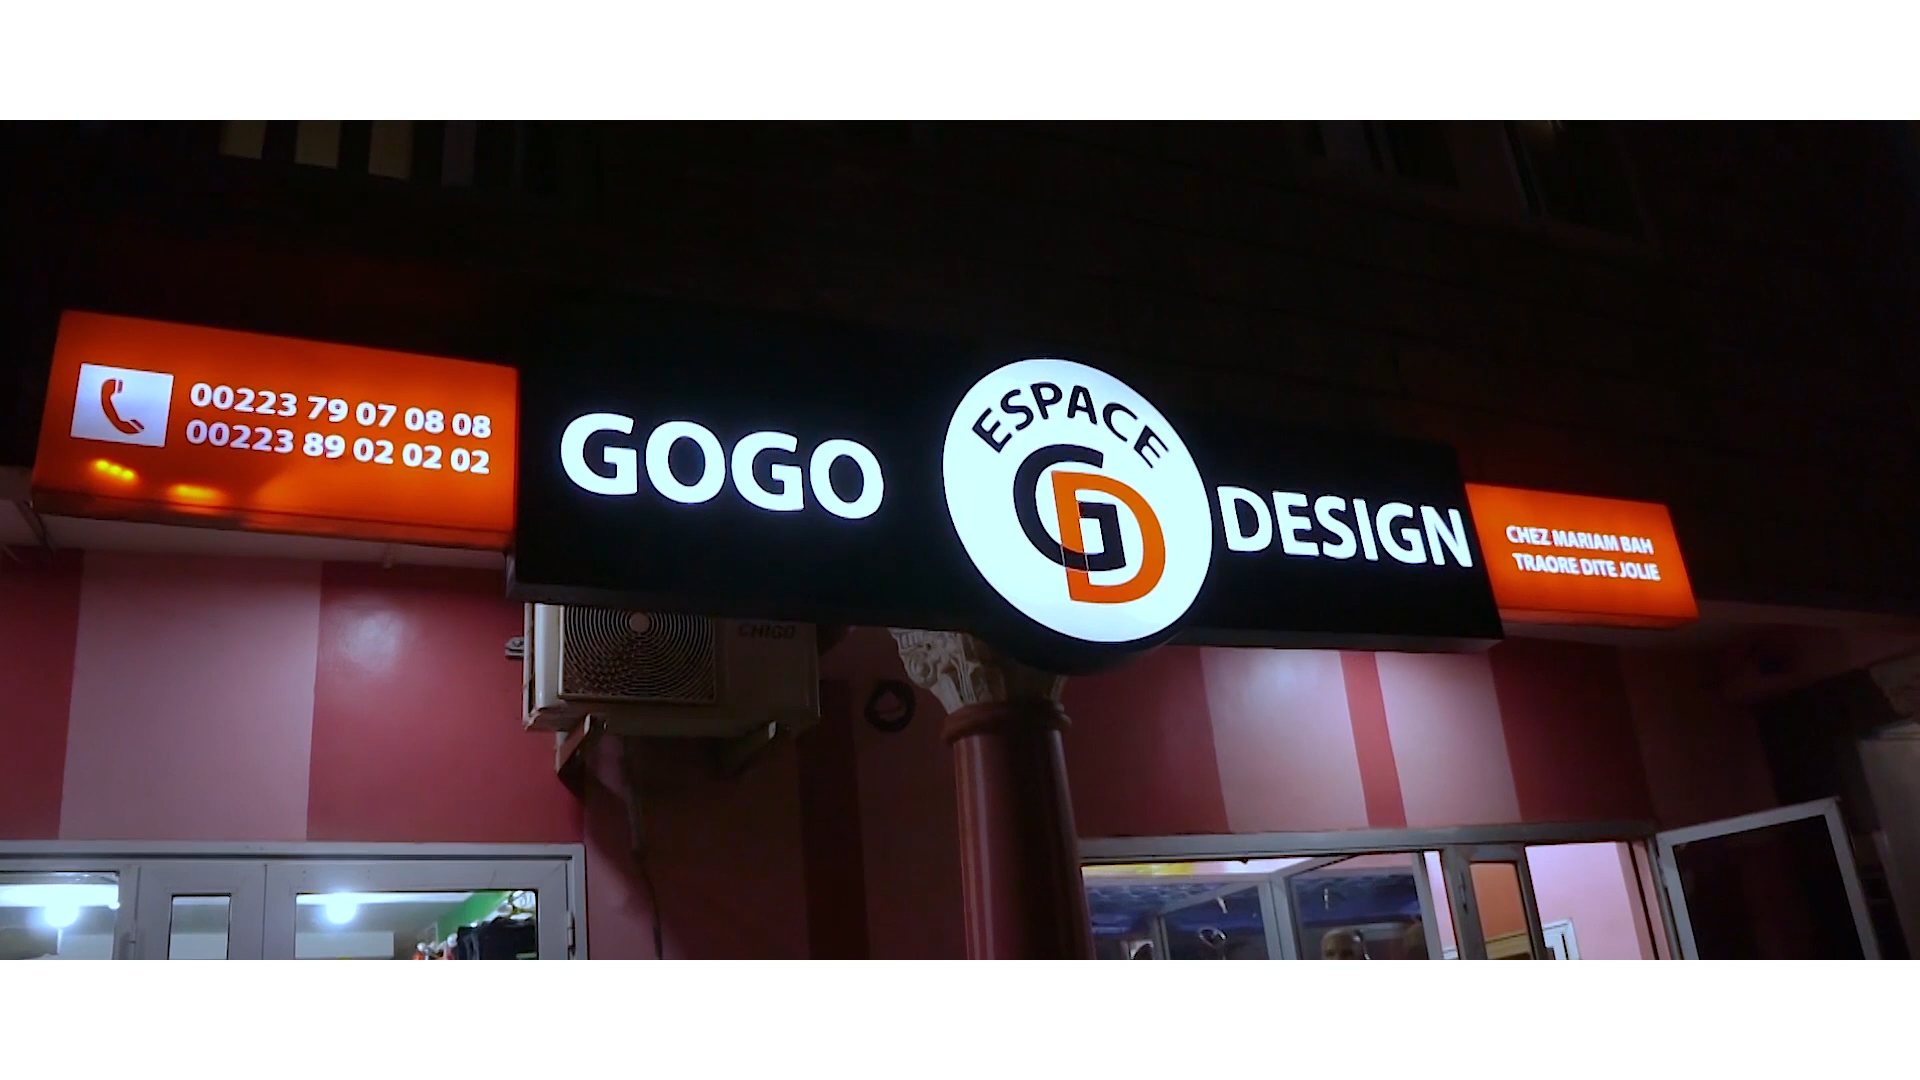 00223 79 07 08 08
00223 89 02 02 02
GOGO
ESPACE
GD
DESIGN
CHEZ MARIAM BAH
TRAORE DITE JOLIE
CHIGO